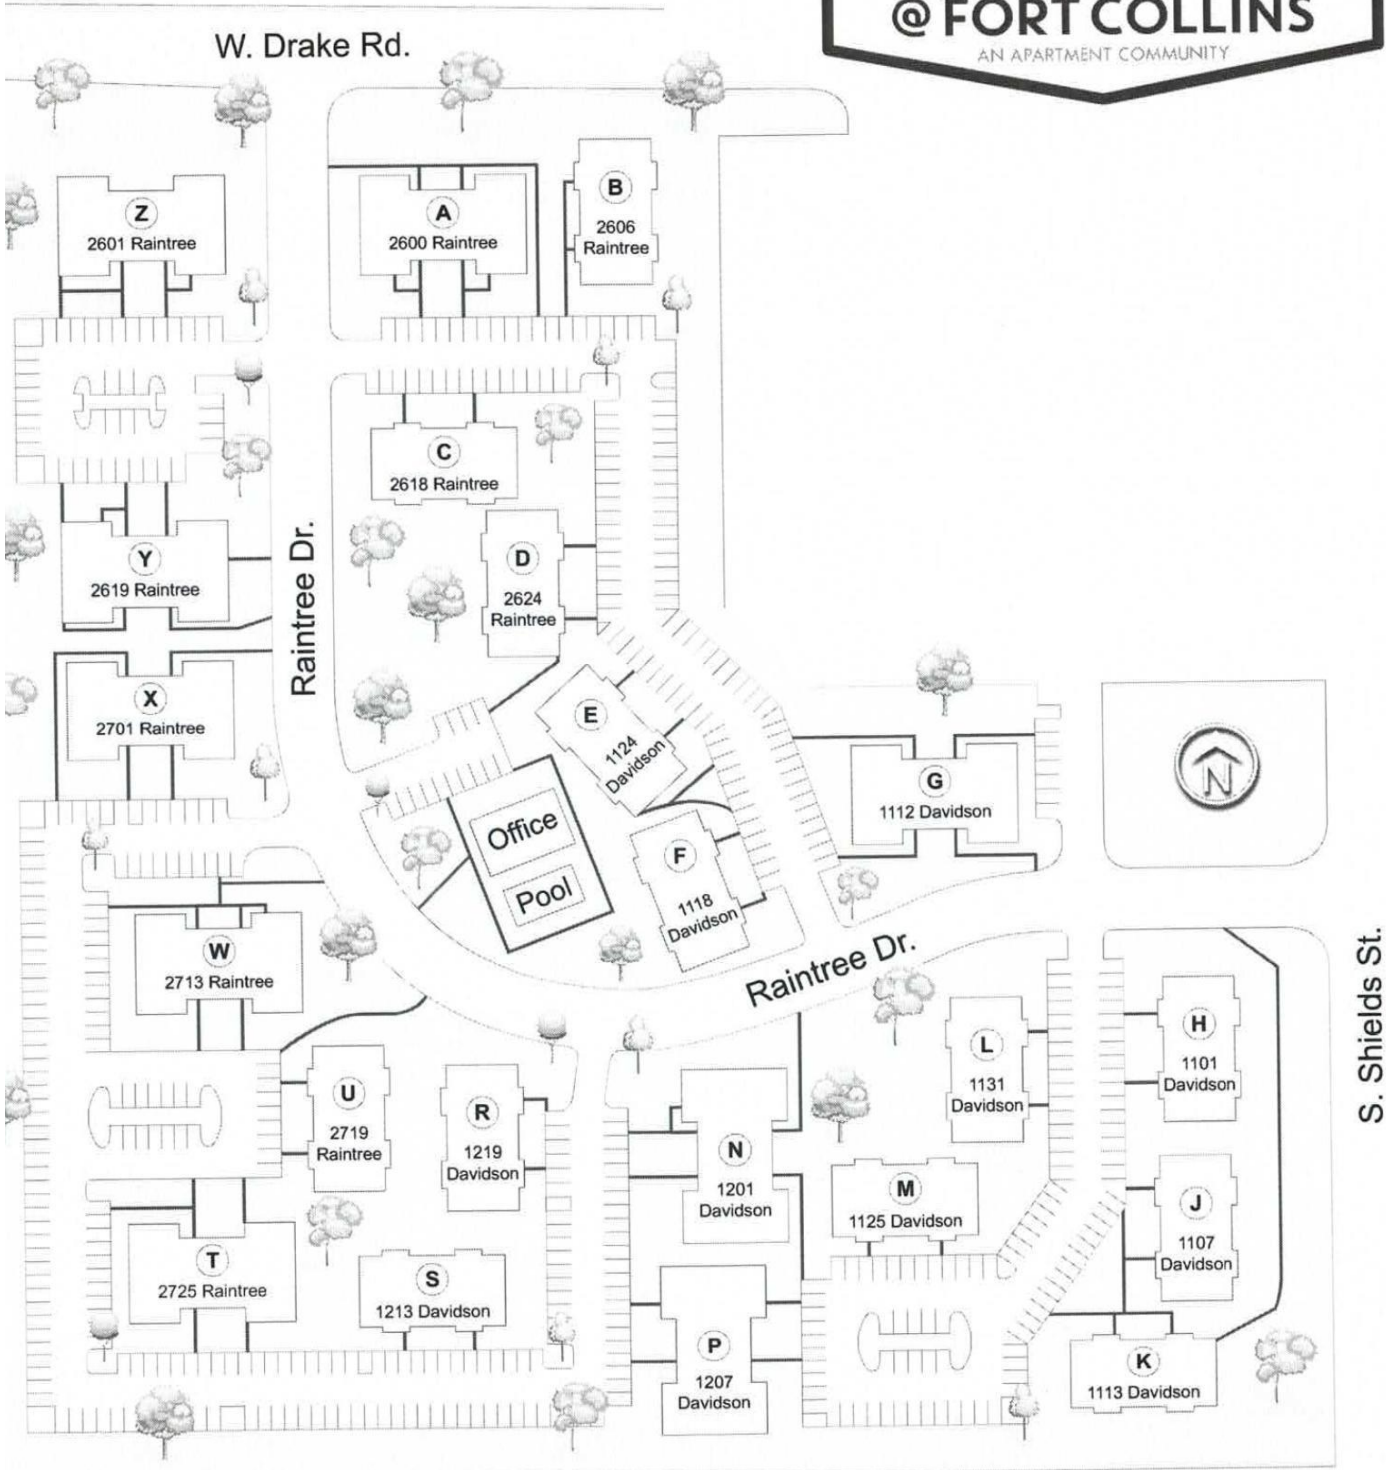 @ FORT COLLINS
AN APARTMENT COMMUNITY
W. Drake Rd.
Z
2601 Raintree
A
2600 Raintree
B
2606
Raintree
C
2618 Raintree
D
2624
Raintree
Y
2619 Raintree
Raintree Dr.
X
2701 Raintree
E
1124
Davidson
G
1112 Davidson
N
Office
Pool
F
1118
Davidson
W
2713 Raintree
Raintree Dr.
S. Shields St.
U
2719
Raintree
R
1219
Davidson
L
1131
Davidson
H
1101
Davidson
N
1201
Davidson
M
1125 Davidson
J
1107
Davidson
T
2725 Raintree
S
1213 Davidson
P
1207
Davidson
K
1113 Davidson